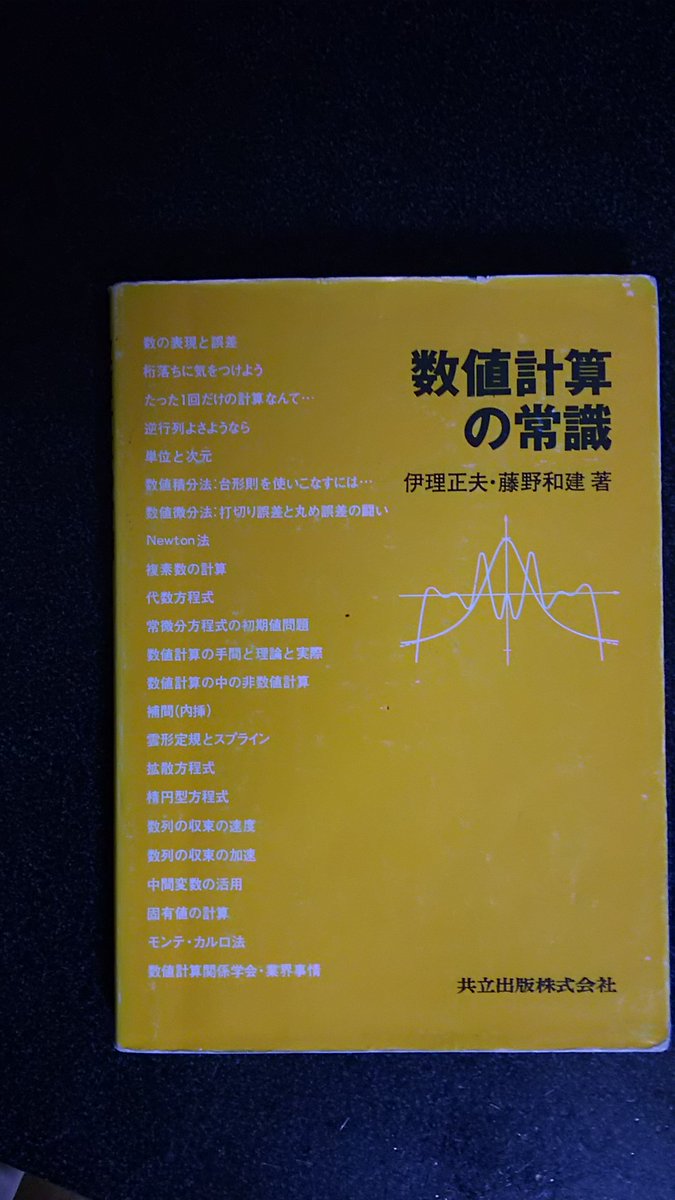 数値計算
の常識
伊理正夫・藤野和建 著
数の表現と誤差
桁落ちに気をつけよう
たった1回だけの計算なんて…
逆行列よさようなら
単位と次元
数値積分法：台形則を使いこなすには…
数値微分法：打切り誤差と丸め誤差の闘い
Newton法
複素数の計算
代数方程式
常微分方程式の初期値問題
数値計算の手間と理論と実際
数値計算の中の非数値計算
補間(内挿)
雲形定規とスプライン
拡散方程式
楕円型方程式
数列の収束の速度
数列の収束の加速
中間変数の活用
固有値の計算
モンテ・カルロ法
数値計算関係学会・業界事情
共立出版株式会社